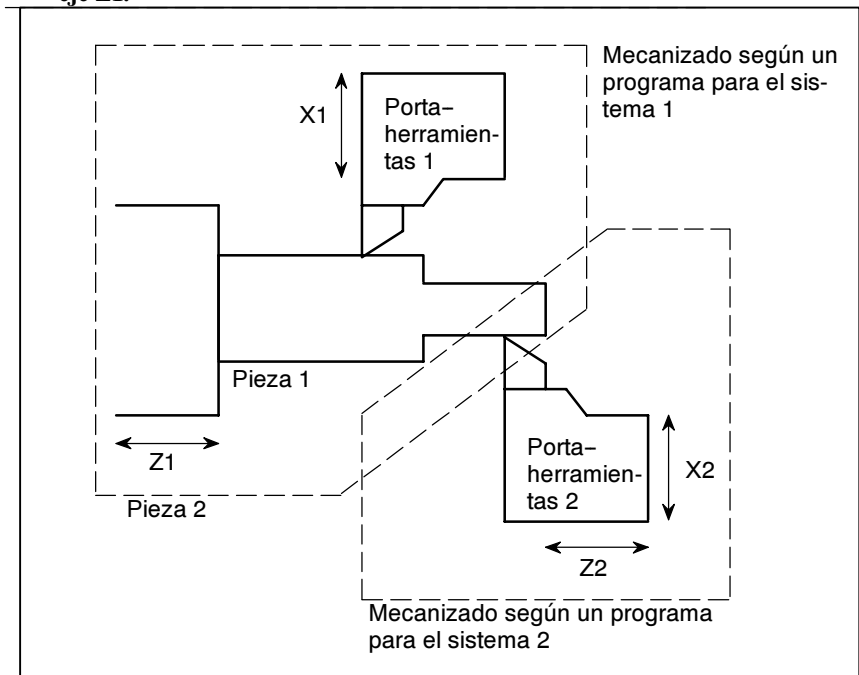 Mecanizado según un
programa para el sis-
tema 1
X1
Porta-
herramien-
tas 1
Pieza 1
Z1
Pieza 2
Porta-
herramien-
tas 2
X2
Z2
Mecanizado según un programa
para el sistema 2